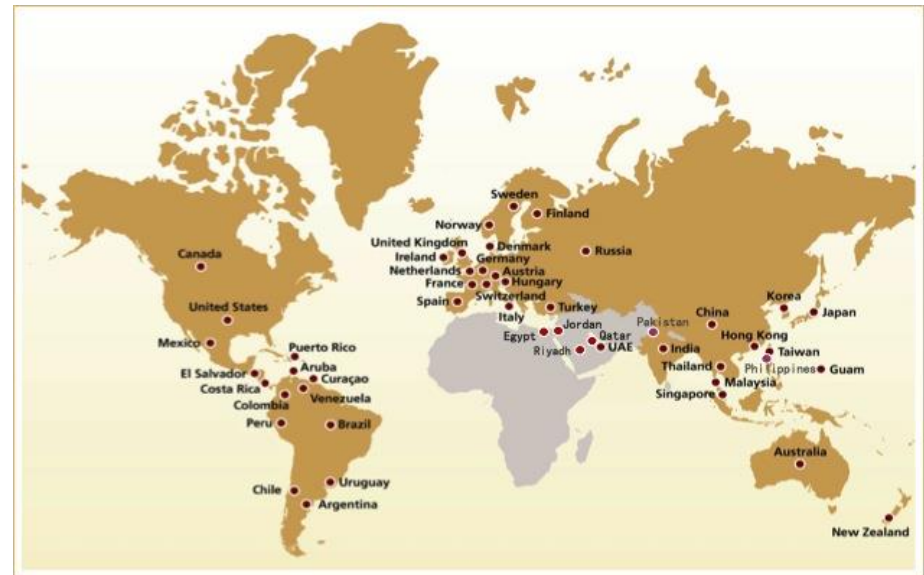 Sweden
Finland
Norway
United Kingdom
Denmark
Russia
Ireland
Germany
Canada
Netherlands
Austria
France
Hungary
Switzerland
Spain
Turkey
United States
Italy
Korea
China
Japan
Egypt
Jordan
Pakistan
Mexico
Puerto Rico
Qatar
Hong Kong
Riyadh
UAE
India
Taiwan
El Salvador
Aruba
Thailand
Philippines
Guam
Costa Rica
Curaçao
Malaysia
Colombia
Venezuela
Singapore
Peru
Brazil
Australia
Chile
Uruguay
Argentina
New Zealand